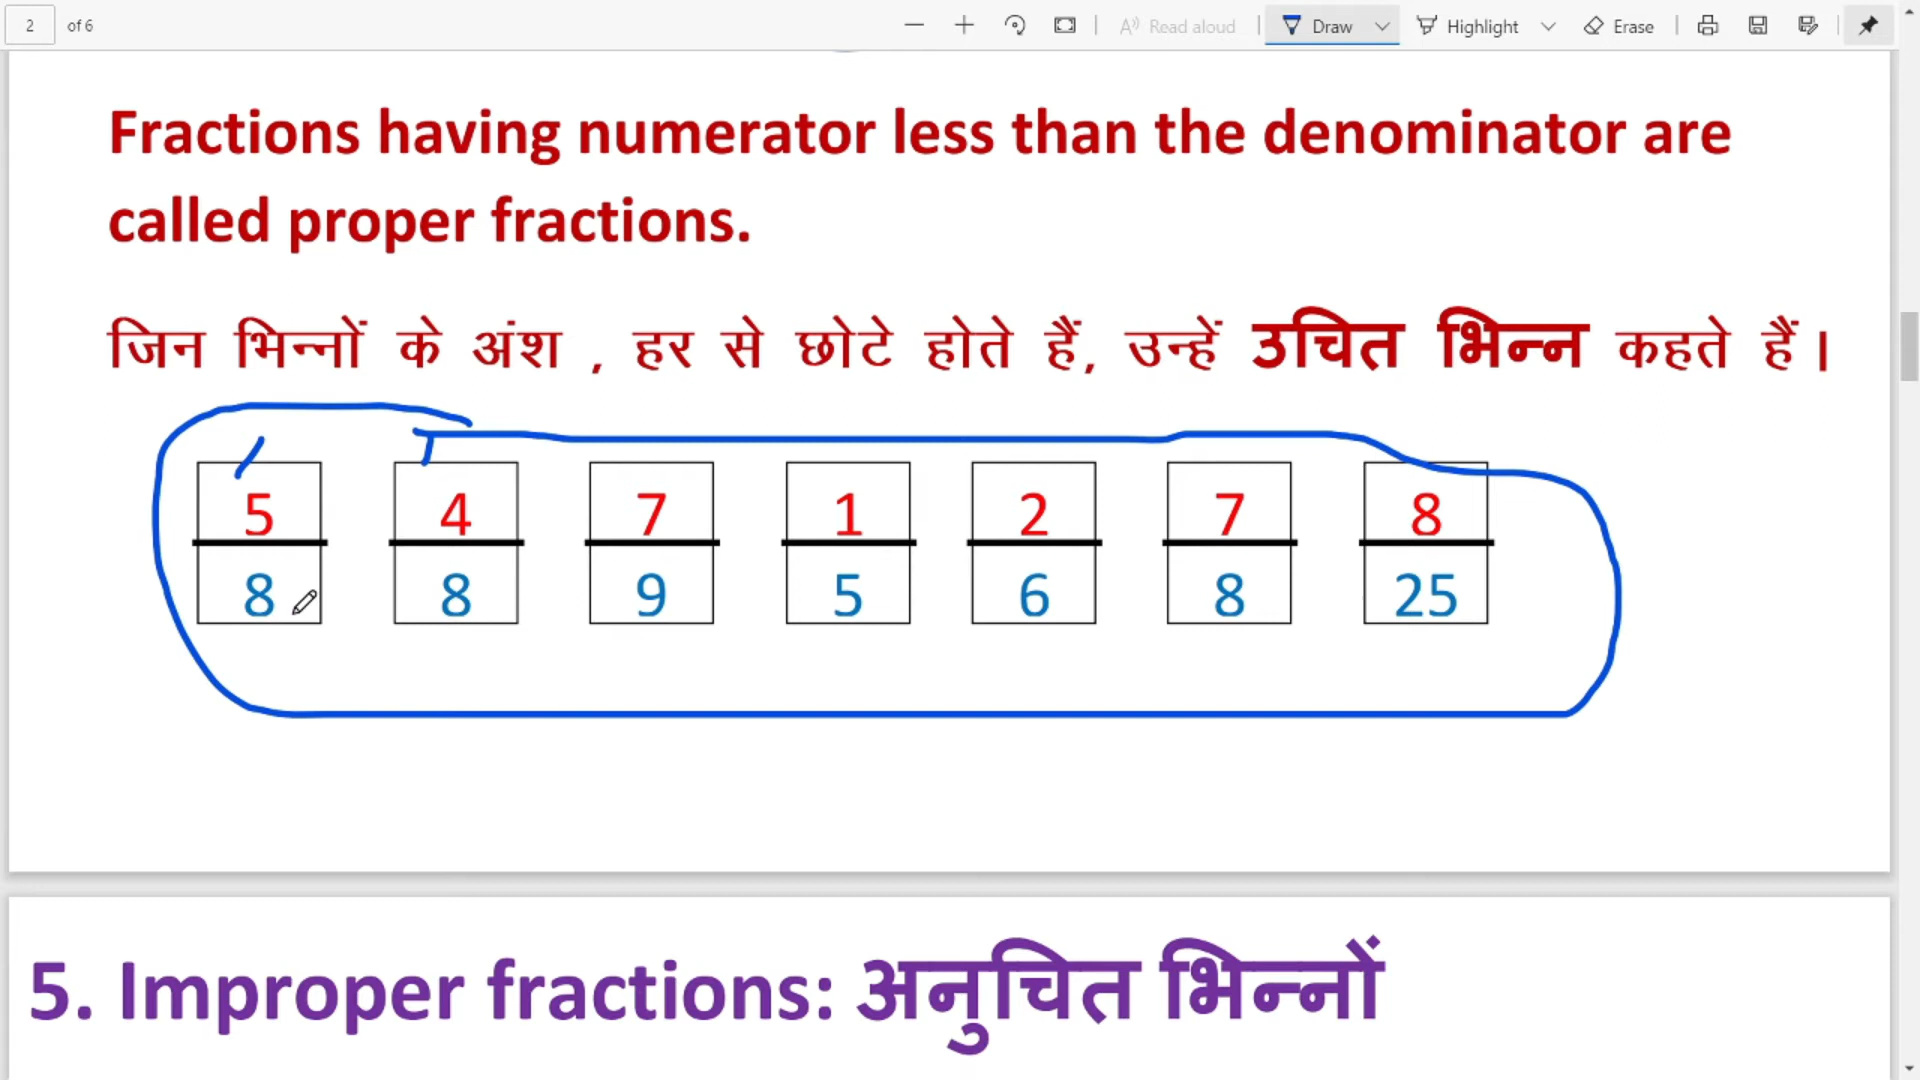 2 of 6 Read aloud Draw Highlight Erase
Fractions having numerator less than the denominator are
called proper fractions.
जिन भिन्नों के अंश , हर से छोटे होते हैं, उन्हें उचित भिन्न कहते हैं।
5 4 7 1 2 7 8
8 8 9 5 6 8 25
5. Improper fractions: अनुचित भिन्नों